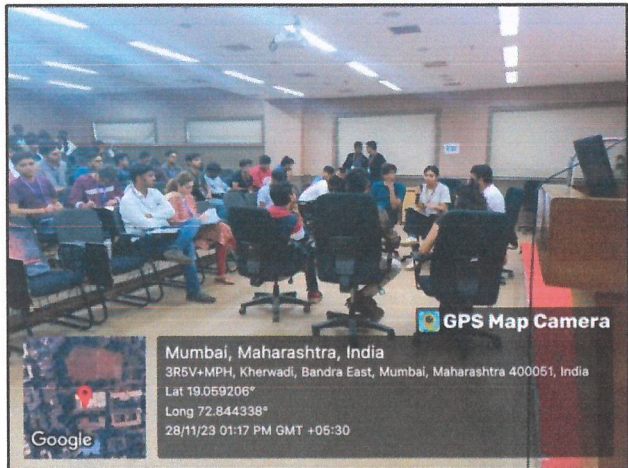 GPS Map Camera
Mumbai, Maharashtra, India
3R5V+MPH, Kherwadi, Bandra East, Mumbai, Maharashtra 400051, India
Lat 19.059206°
Long 72.844338°
28/11/23 01:17 PM GMT +05:30
Google